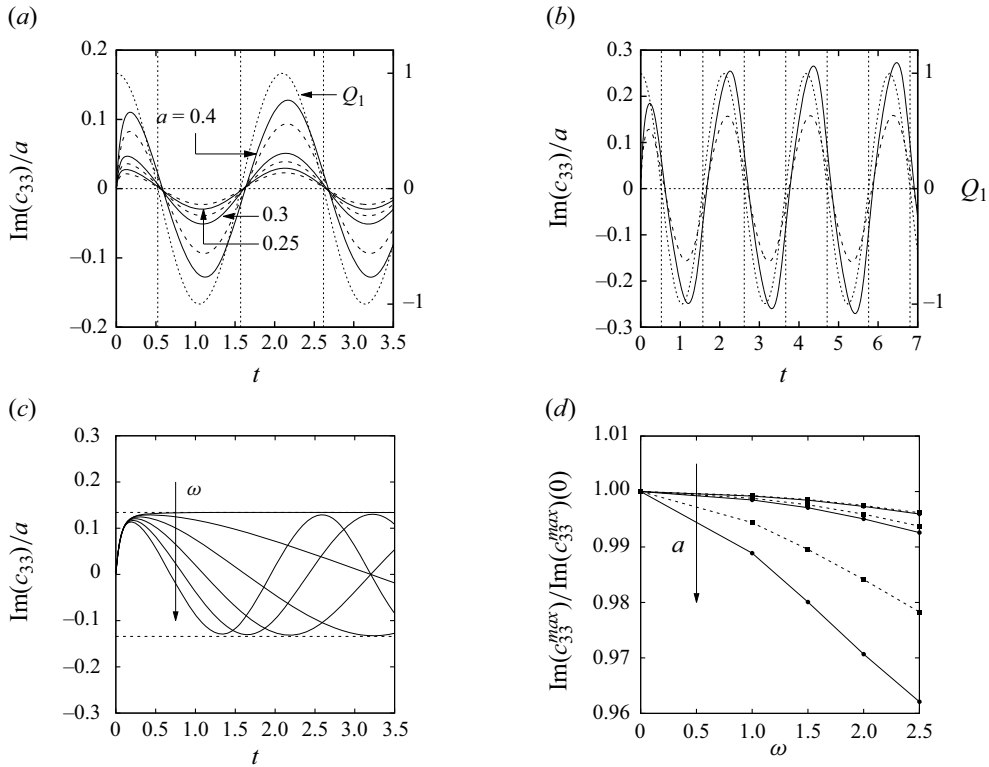 (a)
(b)
0.2
0.1
0
–0.1
–0.2
Im(c33)/a
1
0
–1
Q1
a = 0.4
0.3
0.25
0 0.5 1.0 1.5 2.0 2.5 3.0 3.5
t
0.3
0.2
0.1
0
–0.1
–0.2
–0.3
Im(c33)/a
1
0
–1
Q1
0 1 2 3 4 5 6 7
t
(c)
(d)
0.3
0.2
0.1
0
–0.1
–0.2
–0.3
Im(c33)/a
ω
0 0.5 1.0 1.5 2.0 2.5 3.0 3.5
t
1.01
1.00
0.99
0.98
0.97
0.96
Im(c33^max)/Im(c33^max)(0)
a
0 0.5 1.0 1.5 2.0 2.5
ω